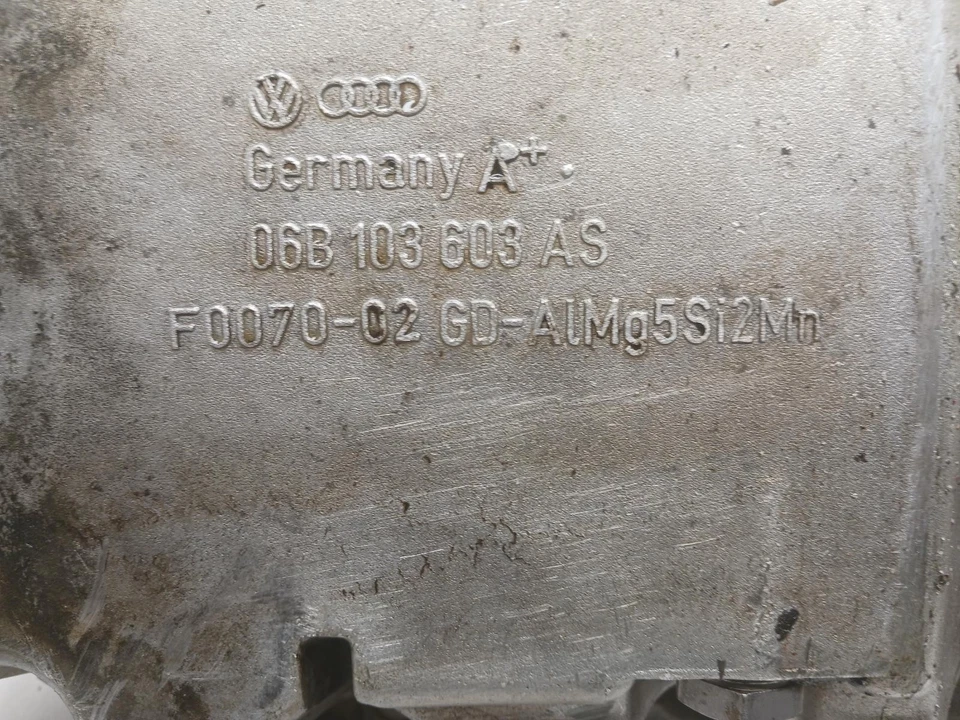 Germany A+.
06B 103 603 AS
F0070-02 GD-AlMg5Si2Mn